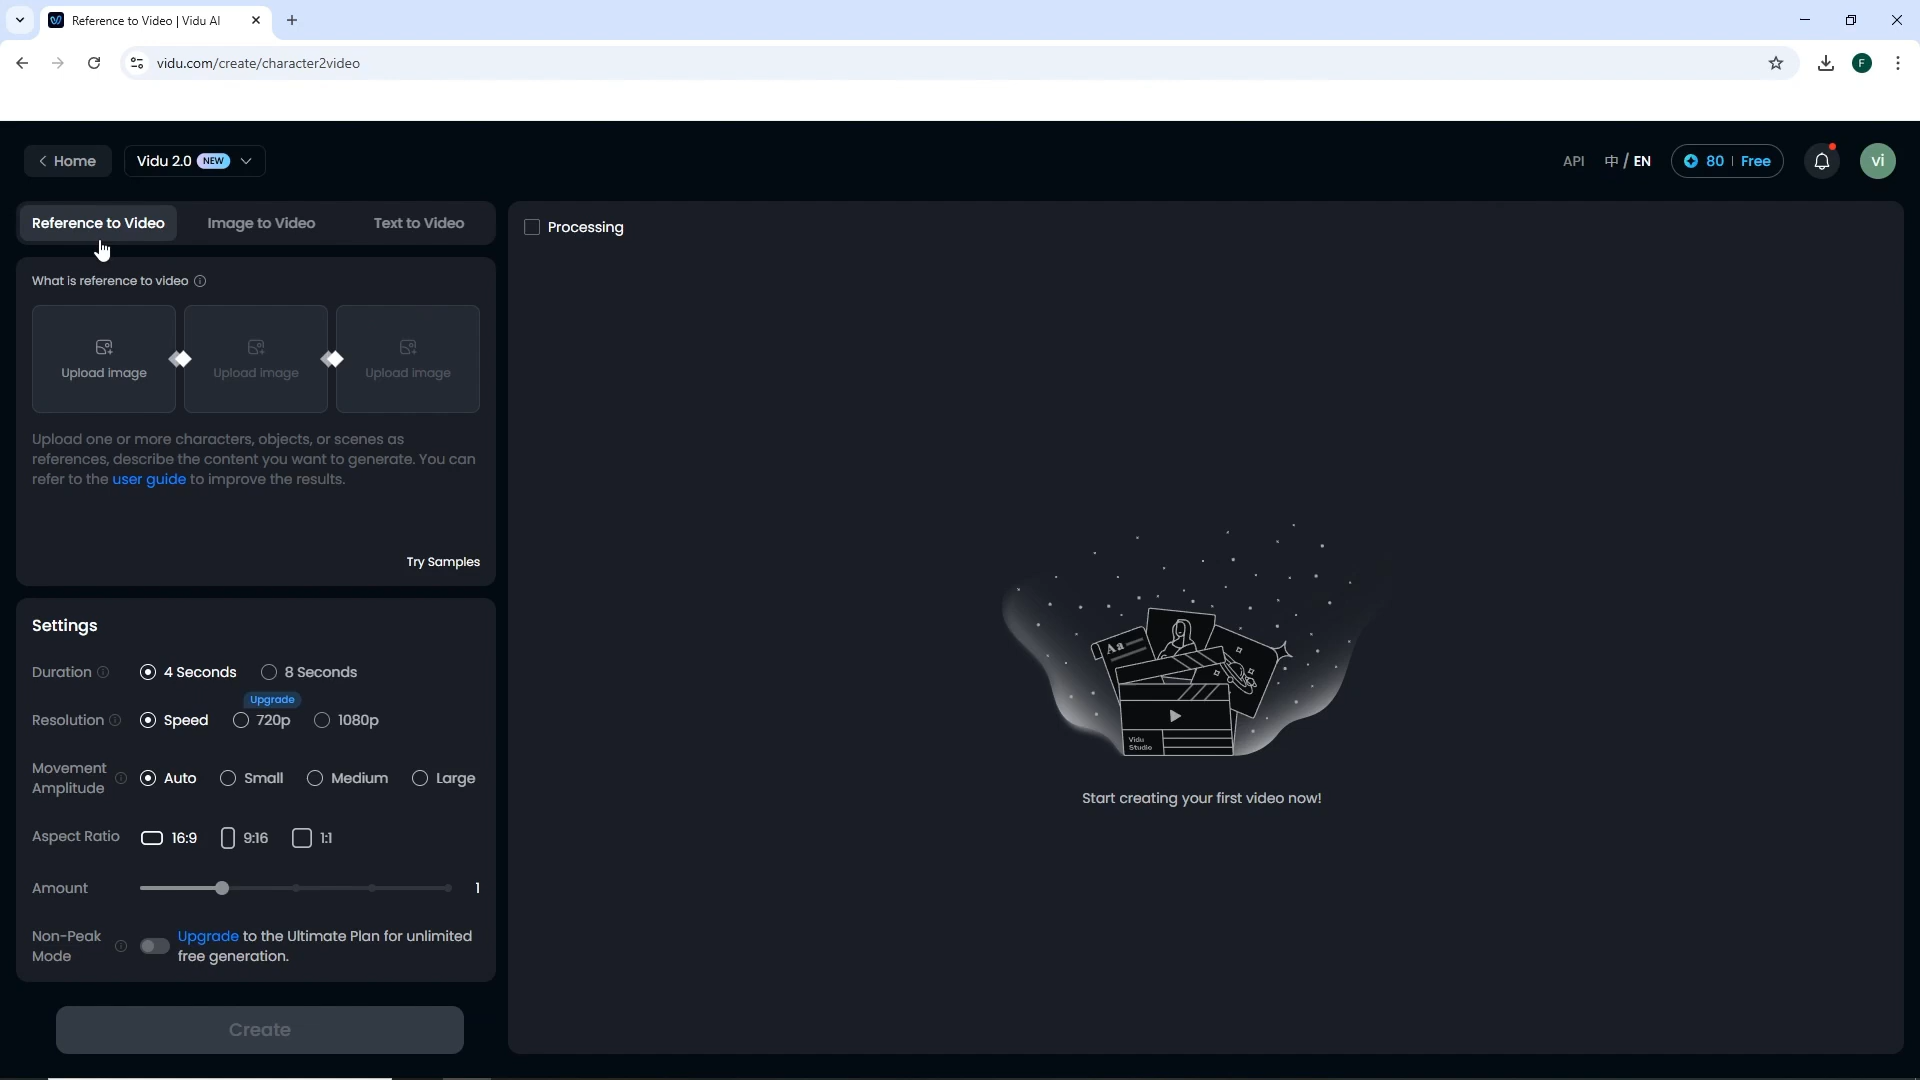 Reference to Video | Vidu AI
vidu.com/create/character2video
F
Home
Vidu 2.0 NEW
API
中 / EN
80 | Free
vi
Reference to Video
Image to Video
Text to Video
Processing
What is reference to video
Upload image
Upload image
Upload image
Upload one or more characters, objects, or scenes as
references, describe the content you want to generate. You can
refer to the user guide to improve the results.
Try Samples
Aa
Vidu
Studio
Start creating your first video now!
Settings
Duration
4 Seconds
8 Seconds
Upgrade
Resolution
Speed
720p
1080p
Movement
Amplitude
Auto
Small
Medium
Large
Aspect Ratio
16:9
9:16
1:1
Amount
1
Non-Peak
Mode
Upgrade to the Ultimate Plan for unlimited
free generation.
Create